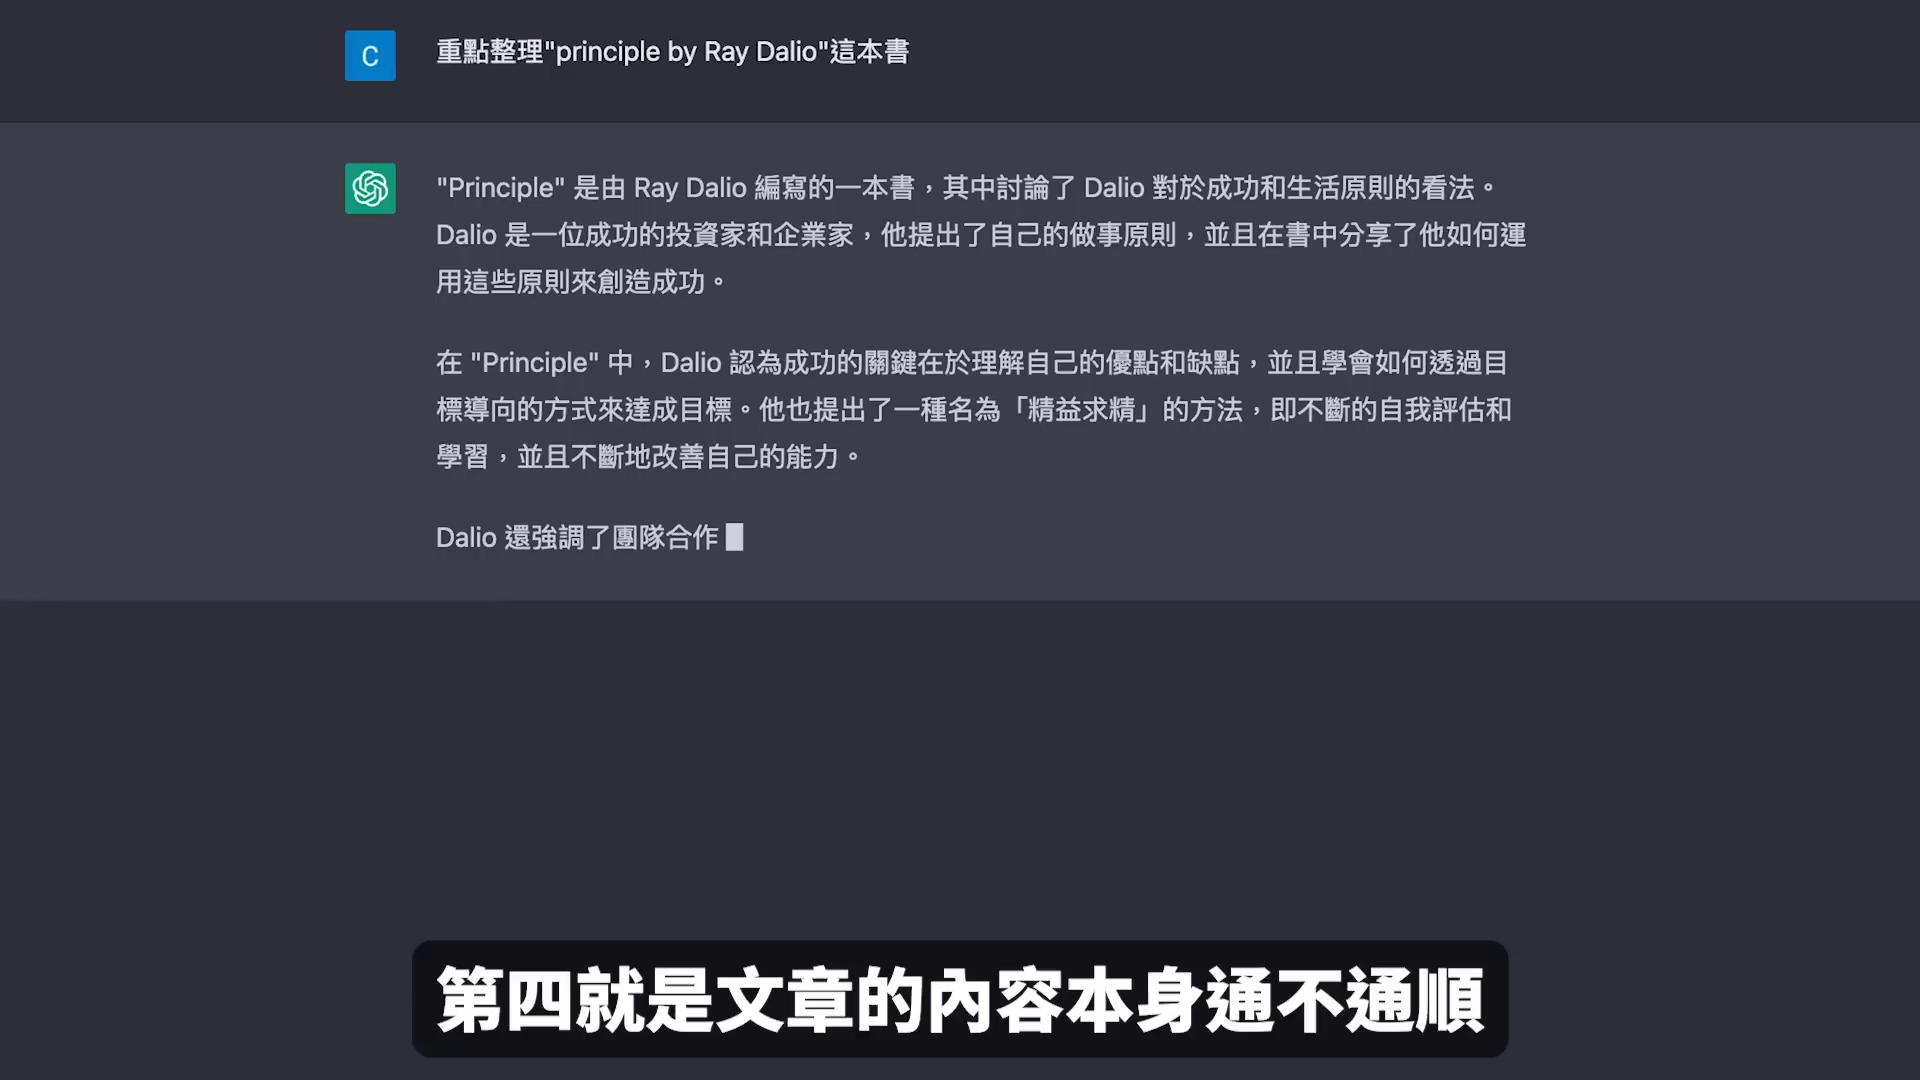 C
重點整理"principle by Ray Dalio"這本書
"Principle" 是由 Ray Dalio 編寫的一本書，其中討論了 Dalio 對於成功和生活原則的看法。
Dalio 是一位成功的投資家和企業家，他提出了自己的做事原則，並且在書中分享了他如何運
用這些原則來創造成功。
在 "Principle" 中，Dalio 認為成功的關鍵在於理解自己的優點和缺點，並且學會如何透過目
標導向的方式來達成目標。他也提出了一種名為「精益求精」的方法，即不斷的自我評估和
學習，並且不斷地改善自己的能力。
Dalio 還強調了團隊合作
第四就是文章的內容本身通不通順